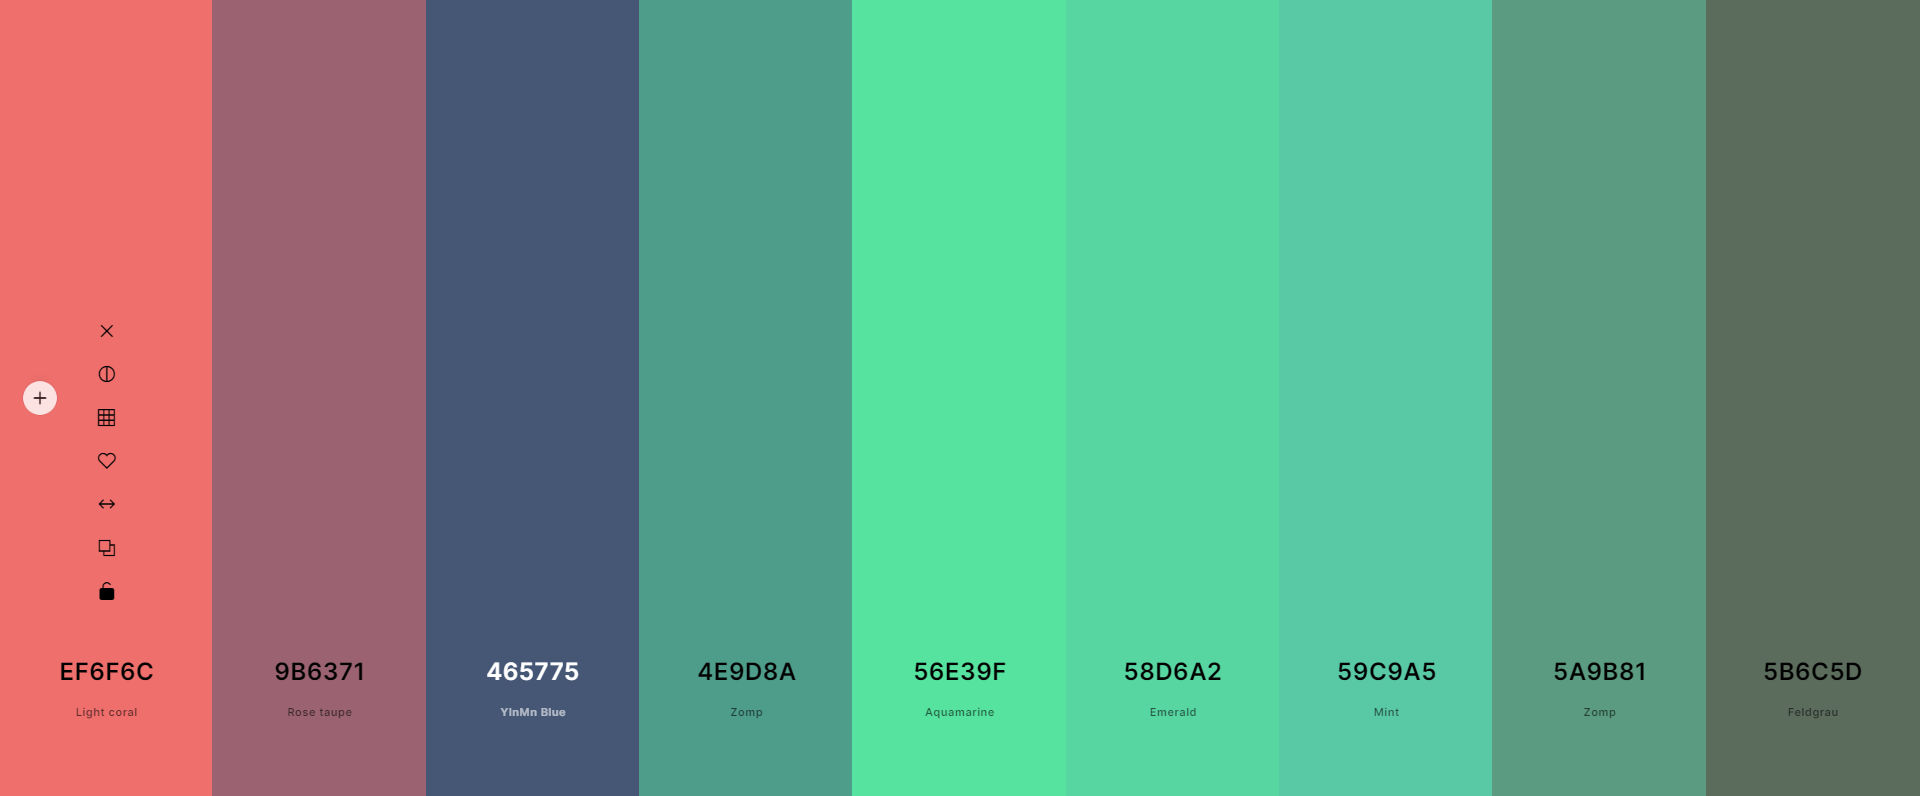 EF6F6C
Light coral
9B6371
Rose taupe
465775
YInMn Blue
4E9D8A
Zomp
56E39F
Aquamarine
58D6A2
Emerald
59C9A5
Mint
5A9B81
Zomp
5B6C5D
Feldgrau